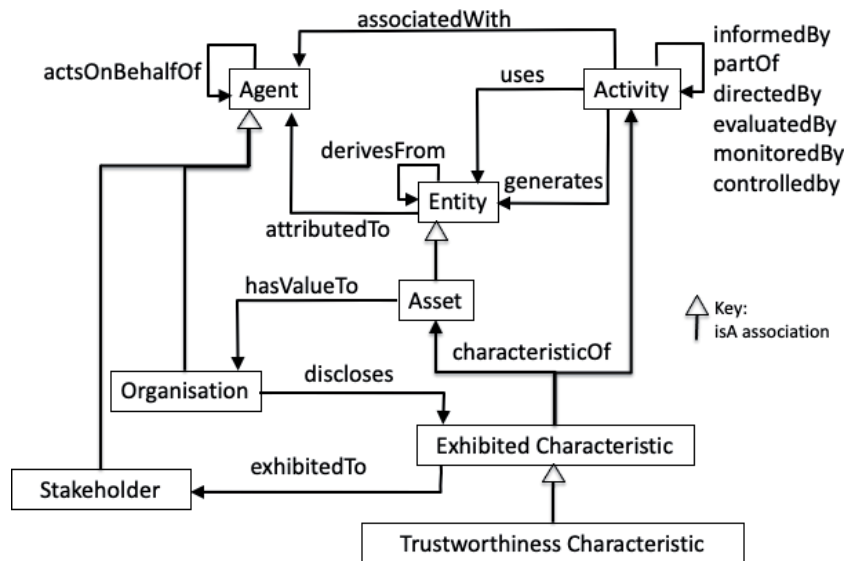 associatedWith
informedBy
actsOnBehalfOf
partOf
Agent
uses
Activity
directedBy
evaluatedBy
derivesFrom
monitoredBy
generates
controlledby
Entity
attributedTo
hasValueTo
Asset
Key:
isA association
characteristicOf
Organisation
discloses
Exhibited Characteristic
exhibitedTo
Stakeholder
Trustworthiness Characteristic